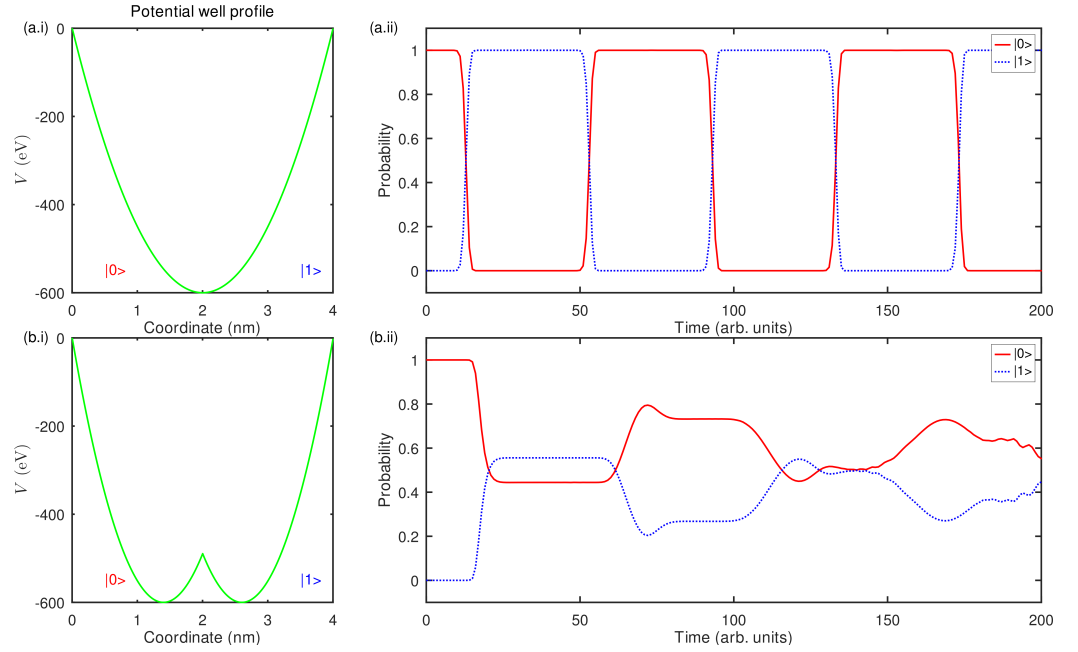 Potential well profile
(a.i)
0
-200
-400
-600
V (eV)
|0>
|1>
0 1 2 3 4
Coordinate (nm)
(a.ii)
1
0.8
0.6
0.4
0.2
0
Probability
|0>
|1>
0 50 100 150 200
Time (arb. units)
(b.i)
0
-200
-400
-600
V (eV)
|0>
|1>
0 1 2 3 4
Coordinate (nm)
(b.ii)
1
0.8
0.6
0.4
0.2
0
Probability
|0>
|1>
0 50 100 150 200
Time (arb. units)